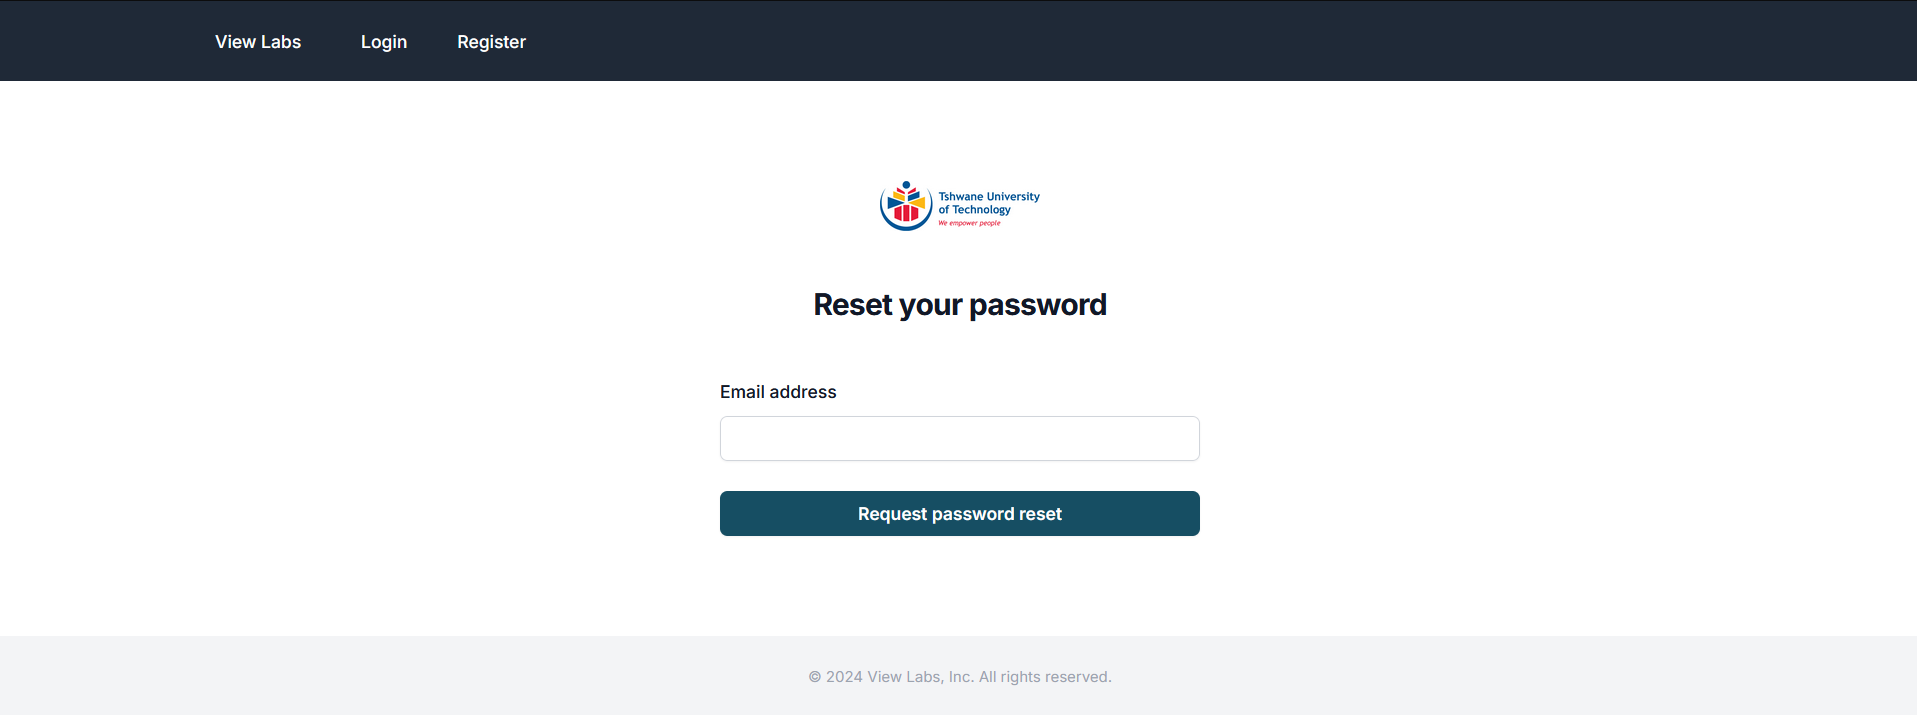 View Labs
Login
Register
Tshwane University
of Technology
We empower people
Reset your password
Email address
Request password reset
© 2024 View Labs, Inc. All rights reserved.